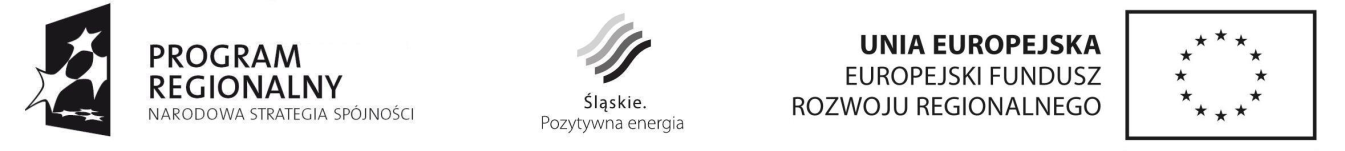 PROGRAM
REGIONALNY
NARODOWA STRATEGIA SPÓJNOŚCI
Śląskie.
Pozytywna energia
UNIA EUROPEJSKA
EUROPEJSKI FUNDUSZ
ROZWOJU REGIONALNEGO